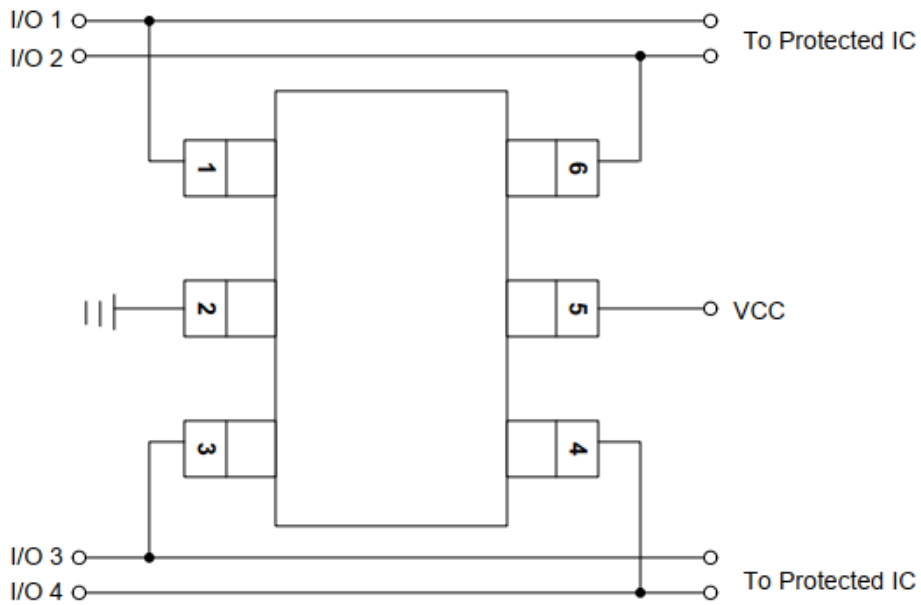 I/O 1
To Protected IC
I/O 2
1
6
2
5
VCC
3
4
I/O 3
To Protected IC
I/O 4